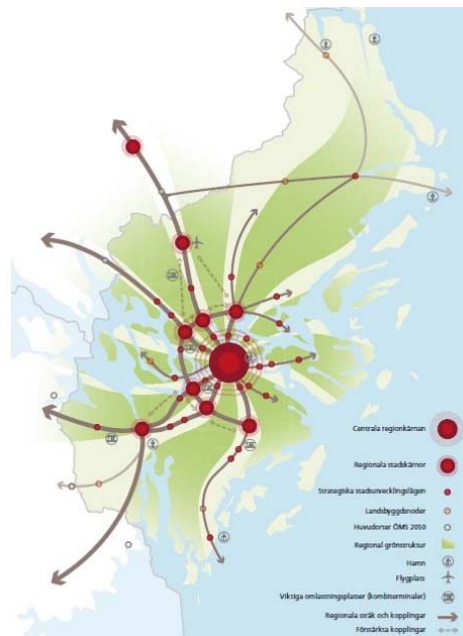 Centrala regionkärnan
Regionala stadskärnor
Strategiska stadsutvecklingslägen
Landsbygdsnoder
Huvudorter ÖMS 2050
Regional grönstruktur
Hamn
Flygplats
Viktiga omlastningsplatser (kombiterminaler)
Regionala stråk och kopplingar
Förstärkta kopplingar